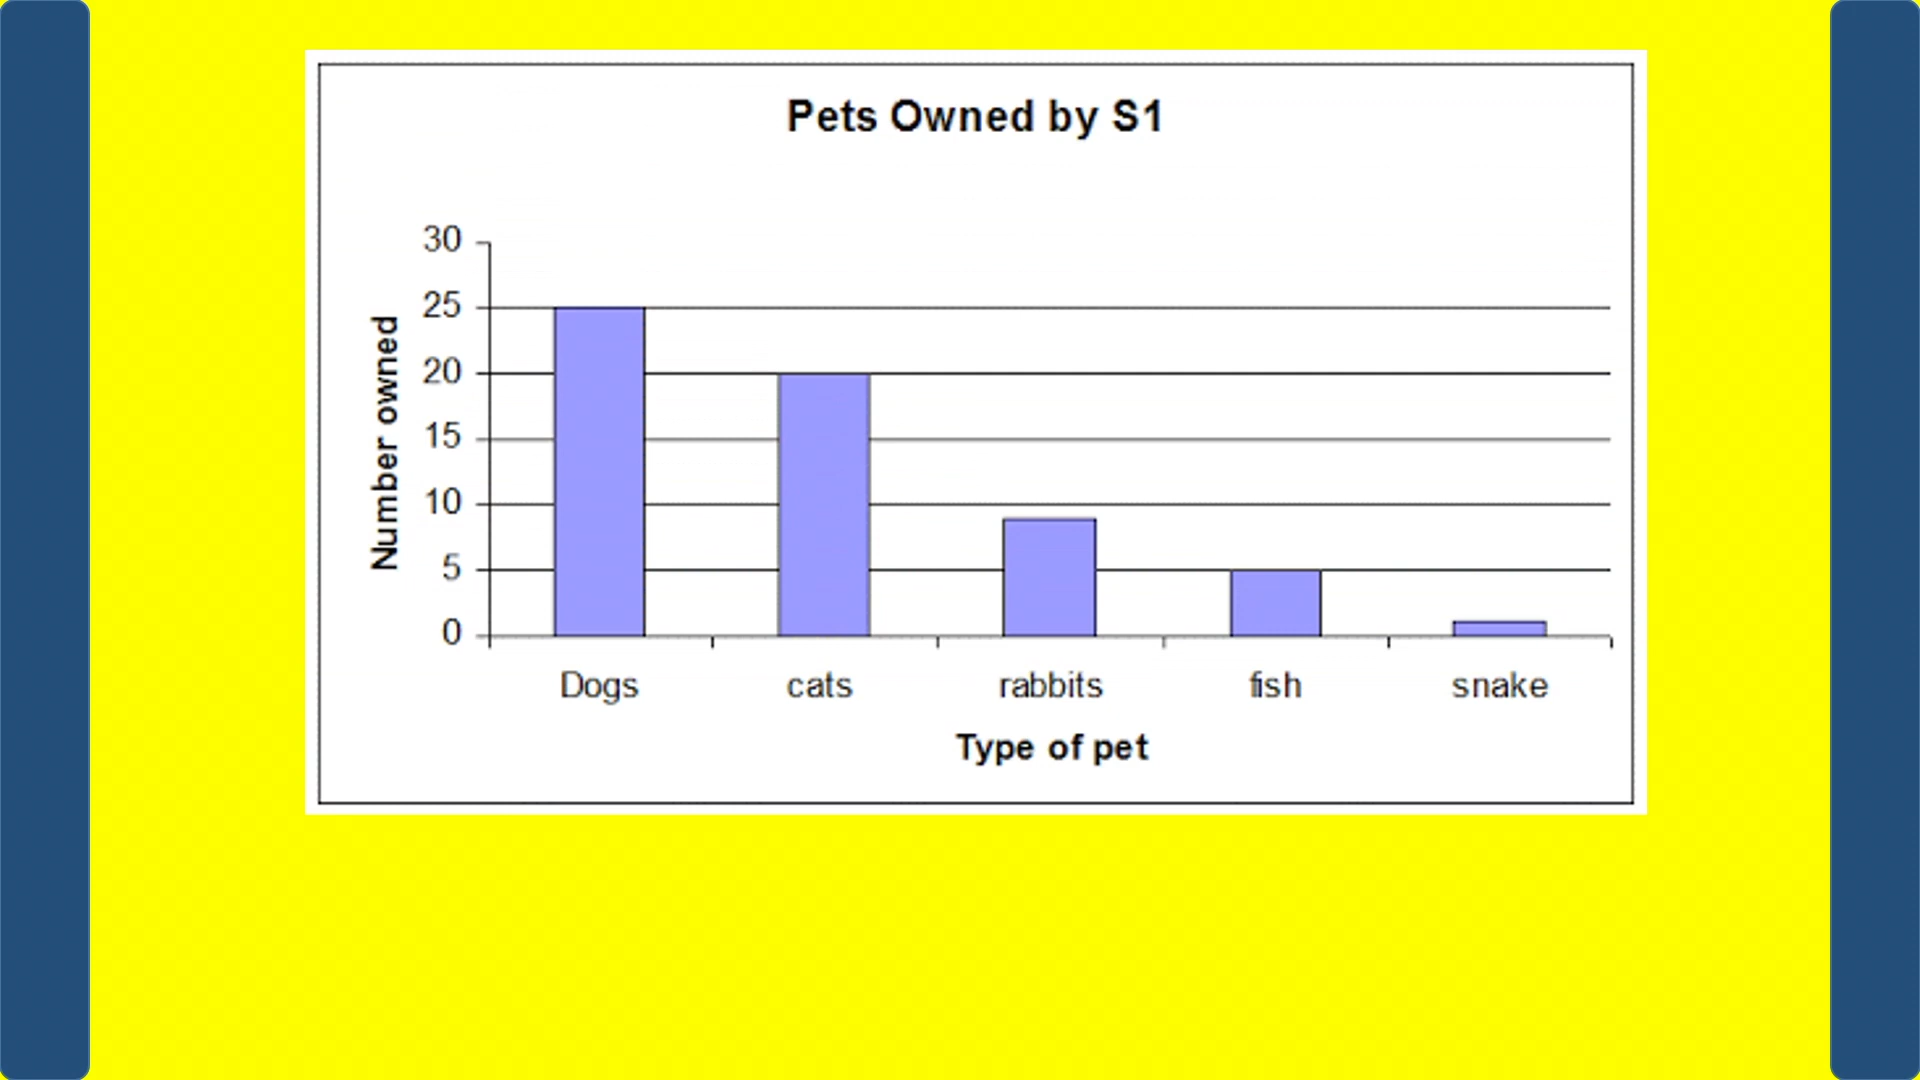 Pets Owned by S1
30
25
20
15
10
5
0
Number owned
Dogs cats rabbits fish snake
Type of pet